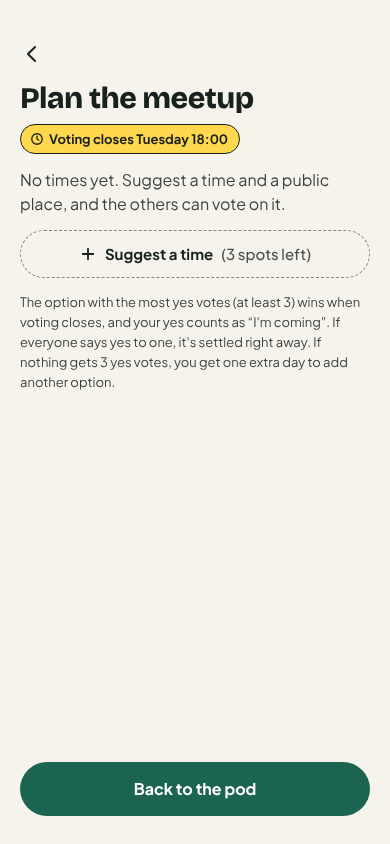 Plan the meetup
Voting closes Tuesday 18:00
No times yet. Suggest a time and a public
place, and the others can vote on it.
Suggest a time (3 spots left)
The option with the most yes votes (at least 3) wins when
voting closes, and your yes counts as “I'm coming”. If
everyone says yes to one, it's settled right away. If
nothing gets 3 yes votes, you get one extra day to add
another option.
Back to the pod